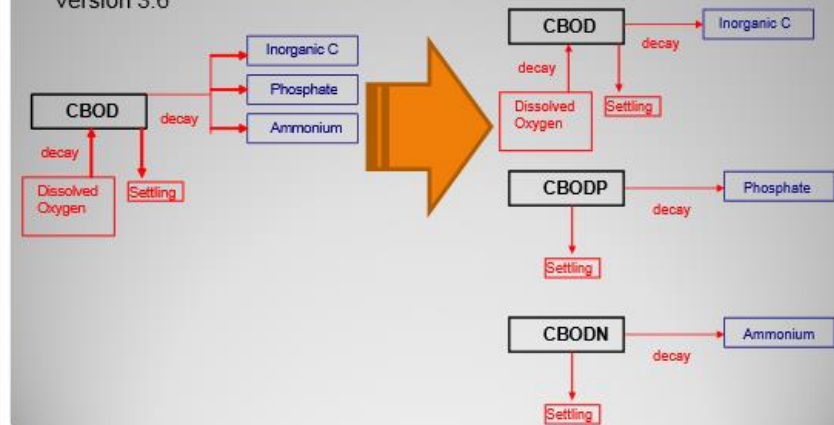 Version 3.6
CBOD
decay
Inorganic C
Phosphate
Ammonium
decay
Dissolved
Oxygen
Settling
CBOD
decay
Inorganic C
decay
Dissolved
Oxygen
Settling
CBODP
decay
Phosphate
Settling
CBODN
decay
Ammonium
Settling